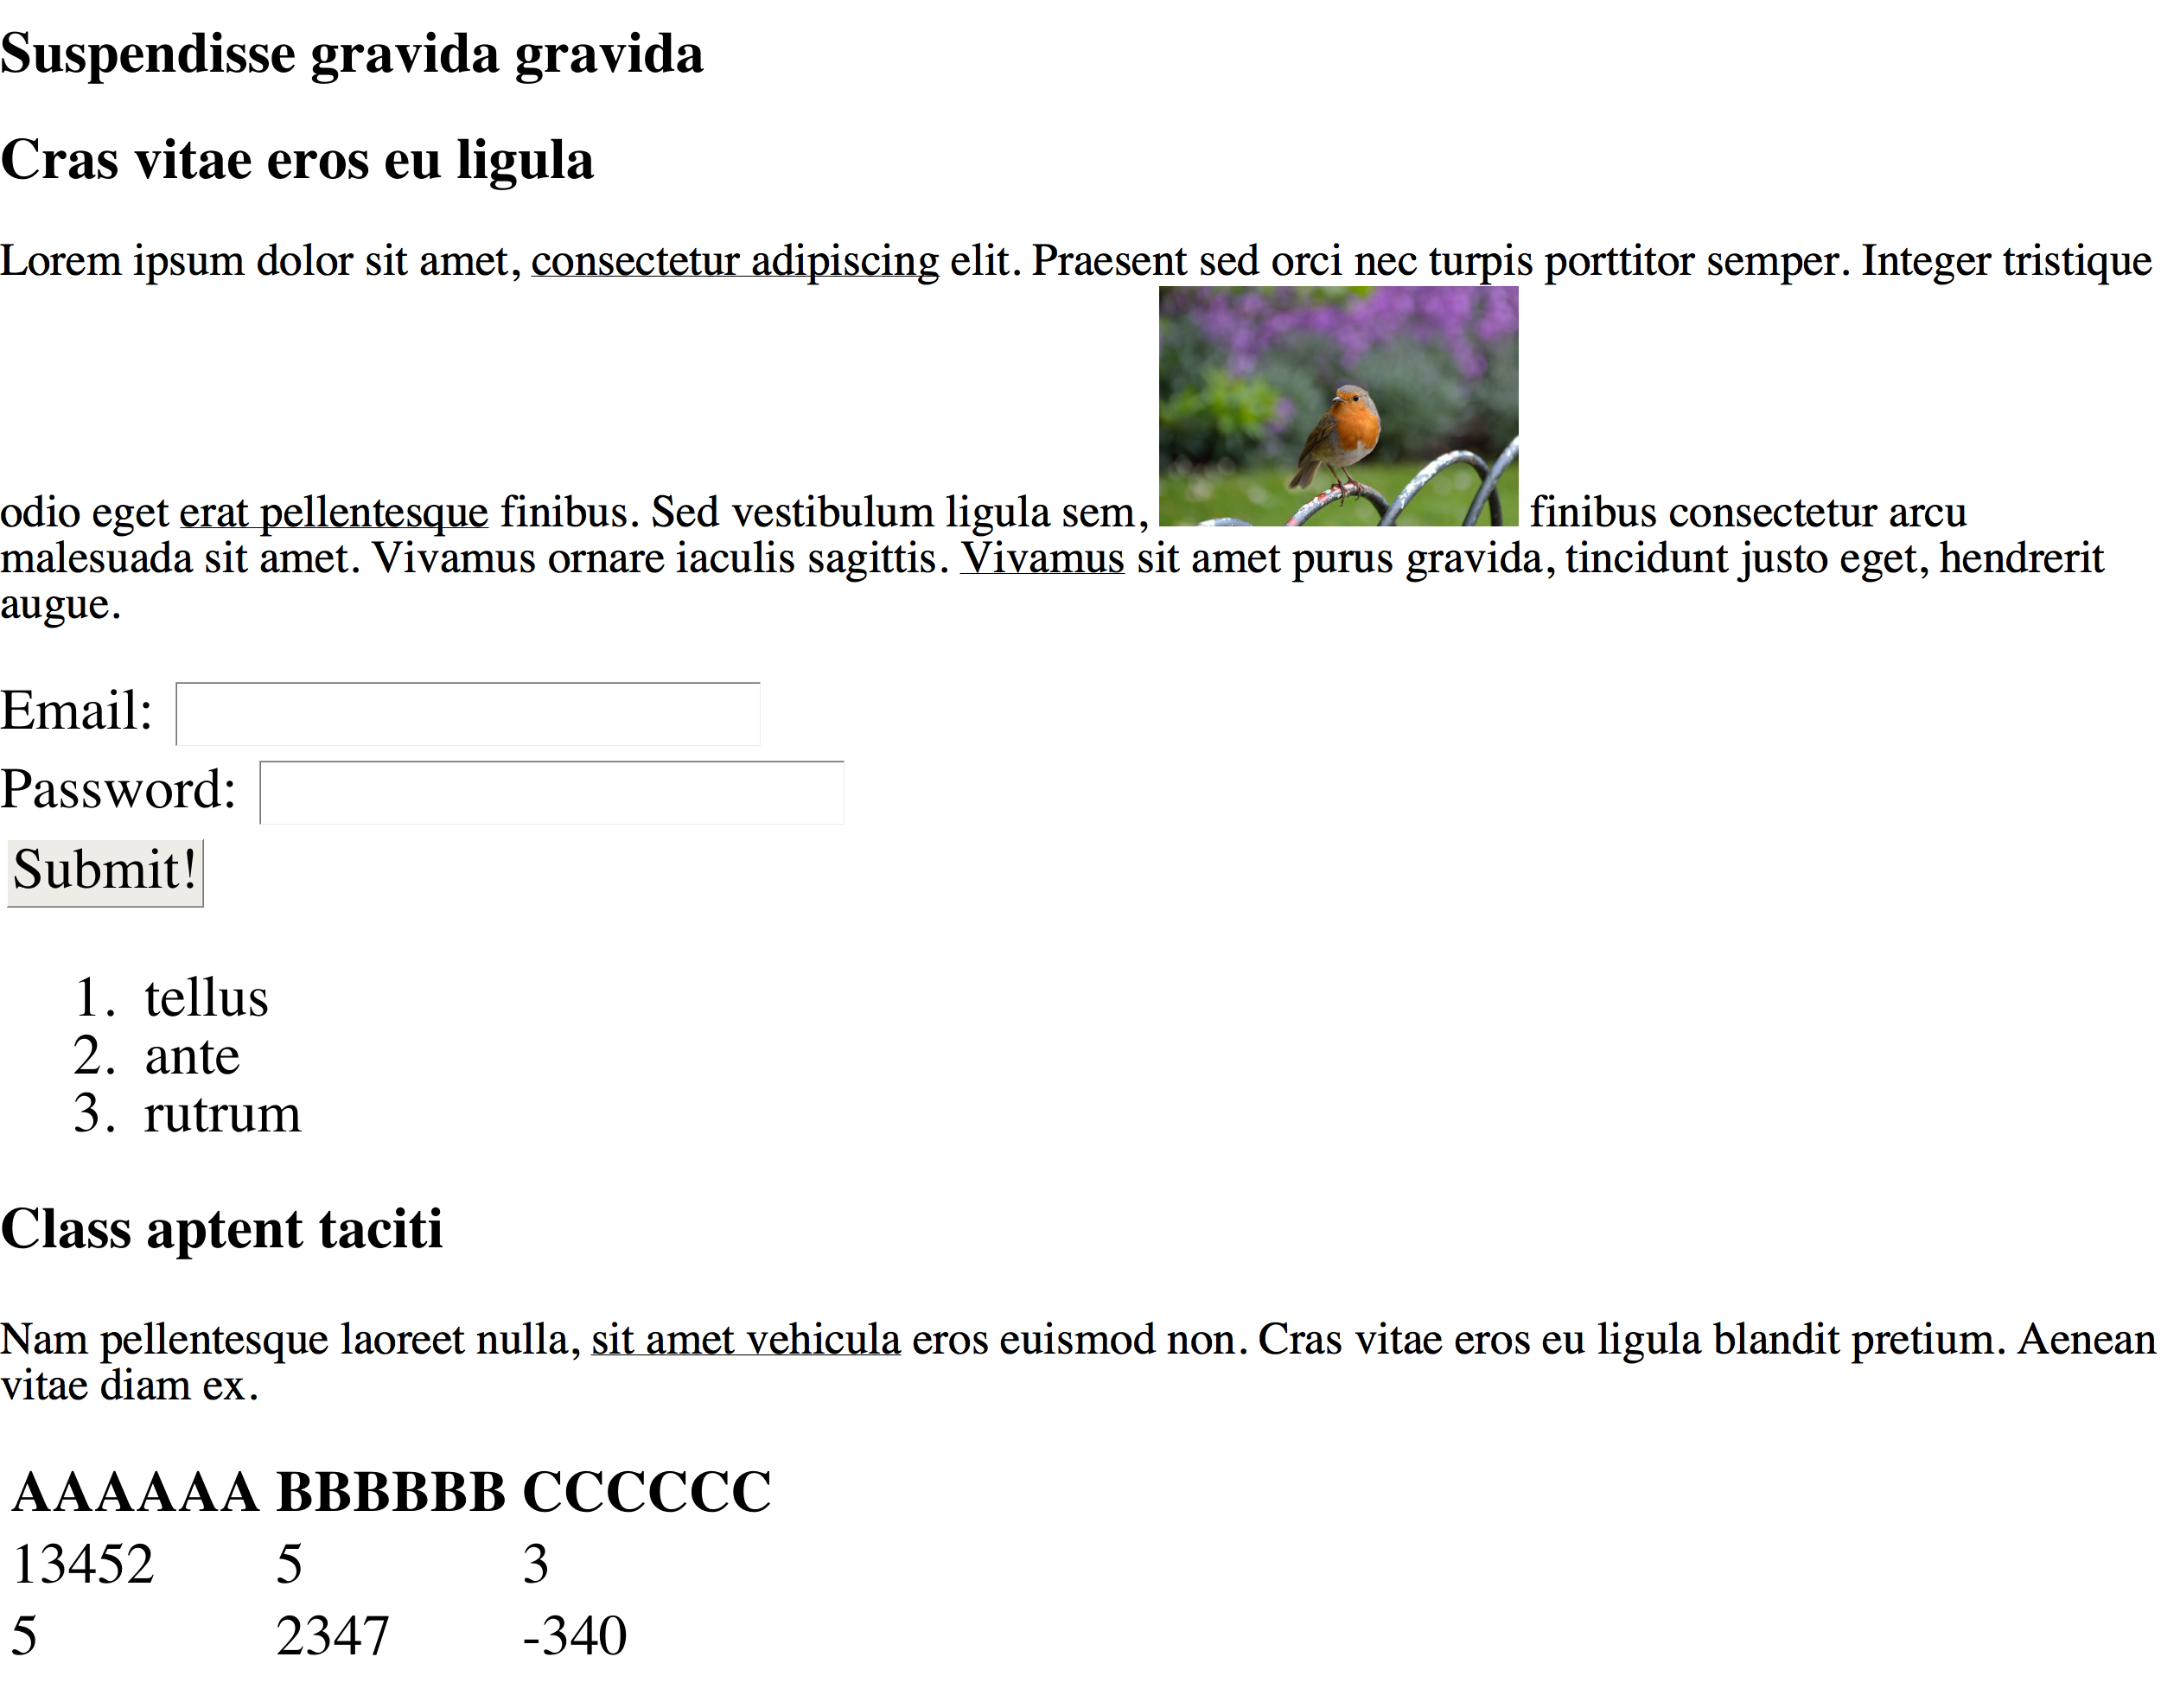 Suspendisse gravida gravida
Cras vitae eros eu ligula
Lorem ipsum dolor sit amet, consectetur adipiscing elit. Praesent sed orci nec turpis porttitor semper. Integer tristique
odio eget erat pellentesque finibus. Sed vestibulum ligula sem, finibus consectetur arcu
malesuada sit amet. Vivamus ornare iaculis sagittis. Vivamus sit amet purus gravida, tincidunt justo eget, hendrerit
augue.
Email:
Password:
Submit!
1. tellus
2. ante
3. rutrum
Class aptent taciti
Nam pellentesque laoreet nulla, sit amet vehicula eros euismod non. Cras vitae eros eu ligula blandit pretium. Aenean
vitae diam ex.
AAAAAA BBBBBB CCCCCC
13452 5 3
5 2347 -340